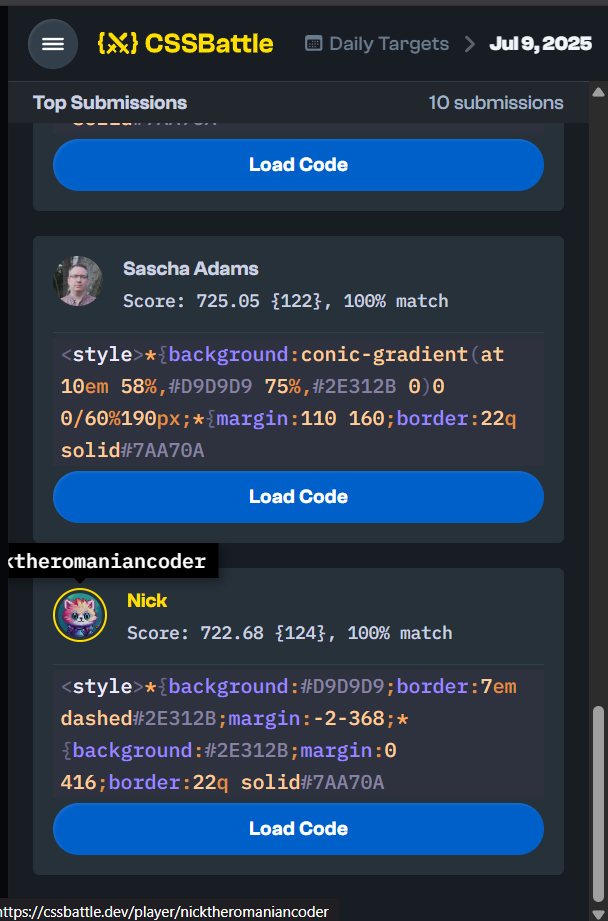 {X} CSSBattle
Daily Targets > Jul 9, 2025
Top Submissions 10 submissions
solid#7AA70A
Load Code
Sascha Adams
Score: 725.05 {122}, 100% match
<style>*{background:conic-gradient(at
10em 58%,#D9D9D9 75%,#2E312B 0)0
0/60%190px;*{margin:110 160;border:22q
solid#7AA70A
Load Code
ktheromaniancoder
Nick
Score: 722.68 {124}, 100% match
<style>*{background:#D9D9D9;border:7em
dashed#2E312B;margin:-2-368;*
{background:#2E312B;margin:0
416;border:22q solid#7AA70A
Load Code
https://cssbattle.dev/player/nicktheromaniancoder